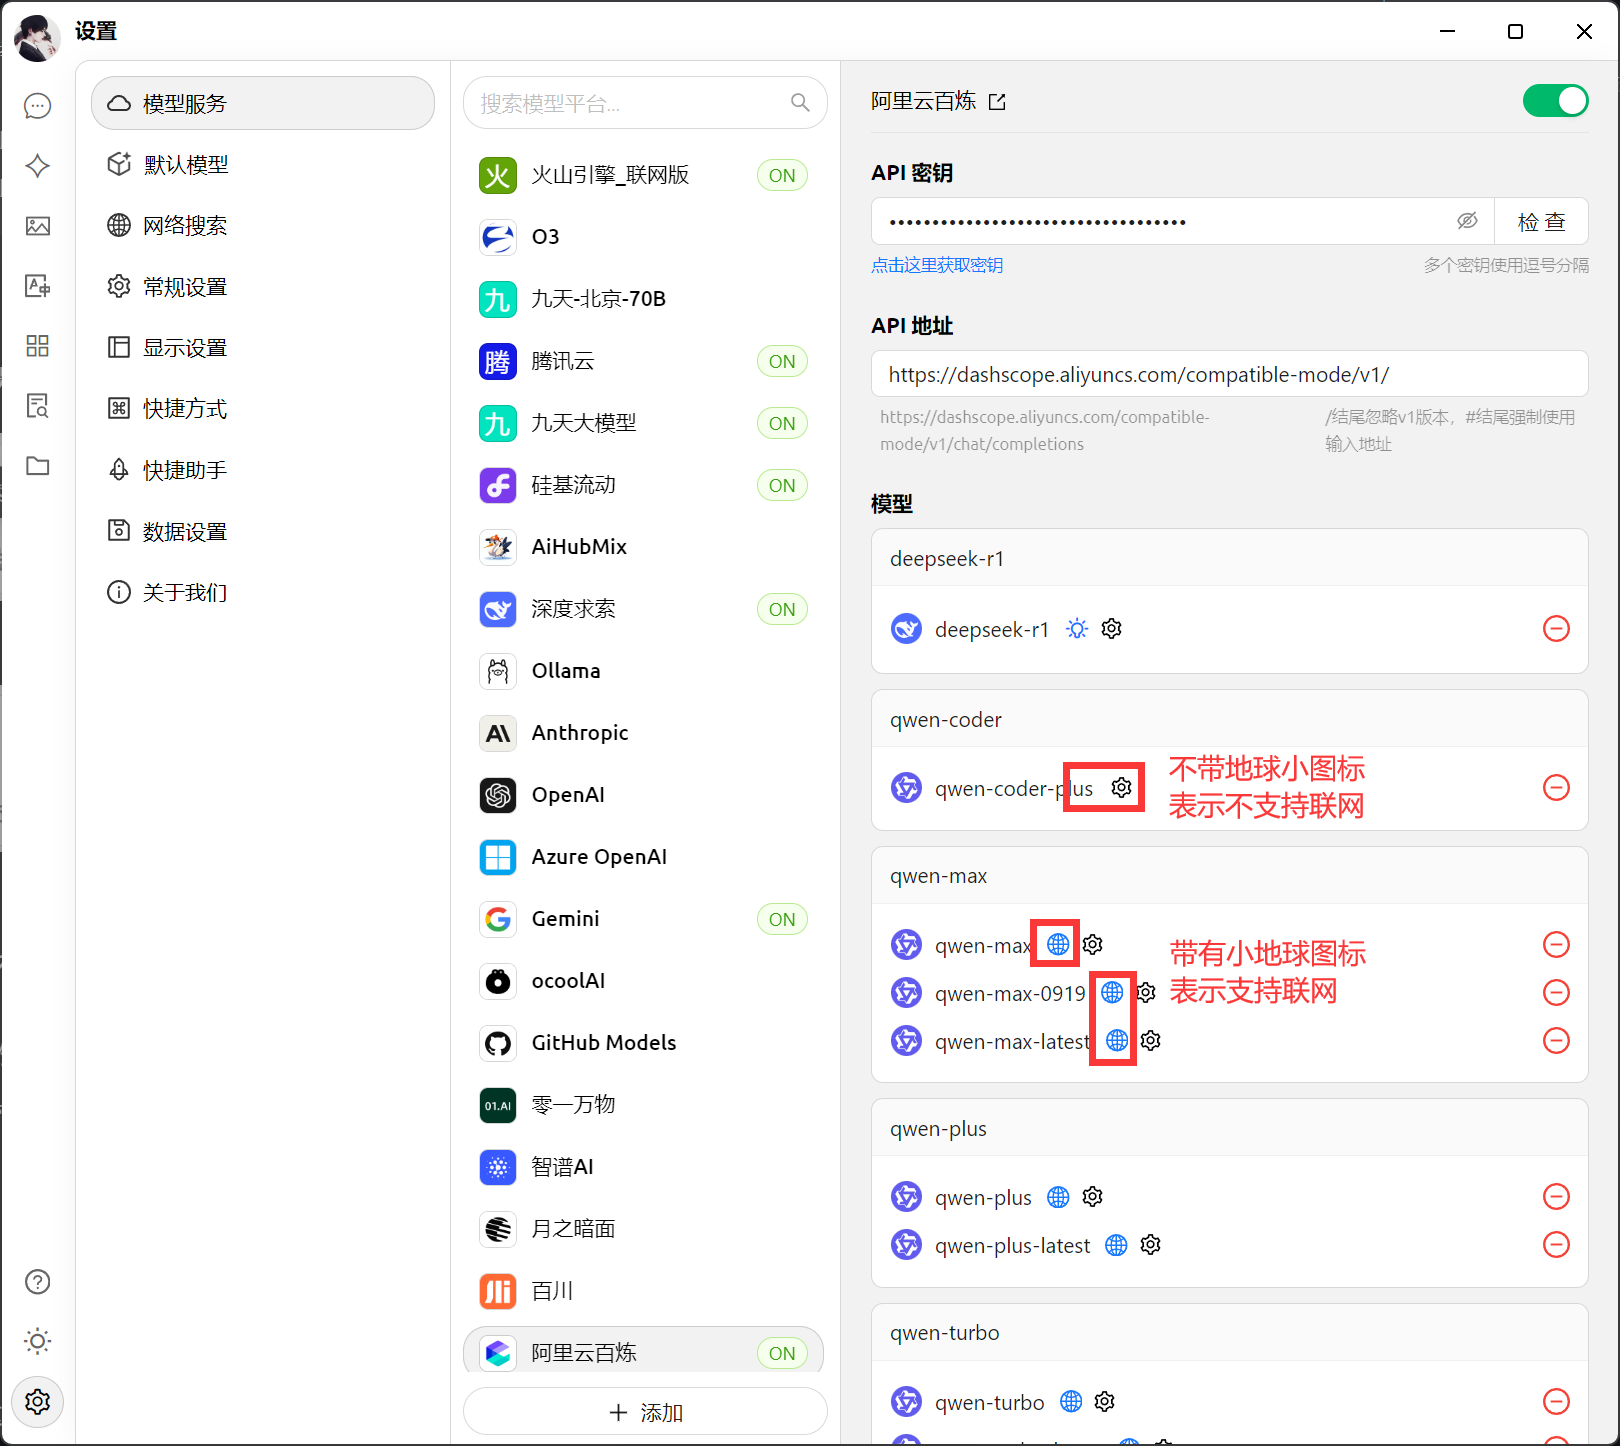 设置
模型服务
默认模型
网络搜索
常规设置
显示设置
快捷方式
快捷助手
数据设置
关于我们
搜索模型平台...
火 火山引擎_联网版 ON
O3
九 九天-北京-70B
腾 腾讯云 ON
九 九天大模型 ON
硅基流动 ON
AiHubMix
深度求索 ON
Ollama
Anthropic
OpenAI
Azure OpenAI
Gemini ON
ocoolAI
GitHub Models
01.AI 零一万物
智谱AI
月之暗面
百川
阿里云百炼 ON
添加
阿里云百炼
API 密钥
检 查
点击这里获取密钥
多个密钥使用逗号分隔
API 地址
https://dashscope.aliyuncs.com/compatible-mode/v1/
https://dashscope.aliyuncs.com/compatible-
mode/v1/chat/completions
/结尾忽略v1版本，#结尾强制使用
输入地址
模型
deepseek-r1
deepseek-r1
qwen-coder
qwen-coder-plus
不带地球小图标
表示不支持联网
qwen-max
qwen-max
qwen-max-0919
qwen-max-latest
带有小地球图标
表示支持联网
qwen-plus
qwen-plus
qwen-plus-latest
qwen-turbo
qwen-turbo